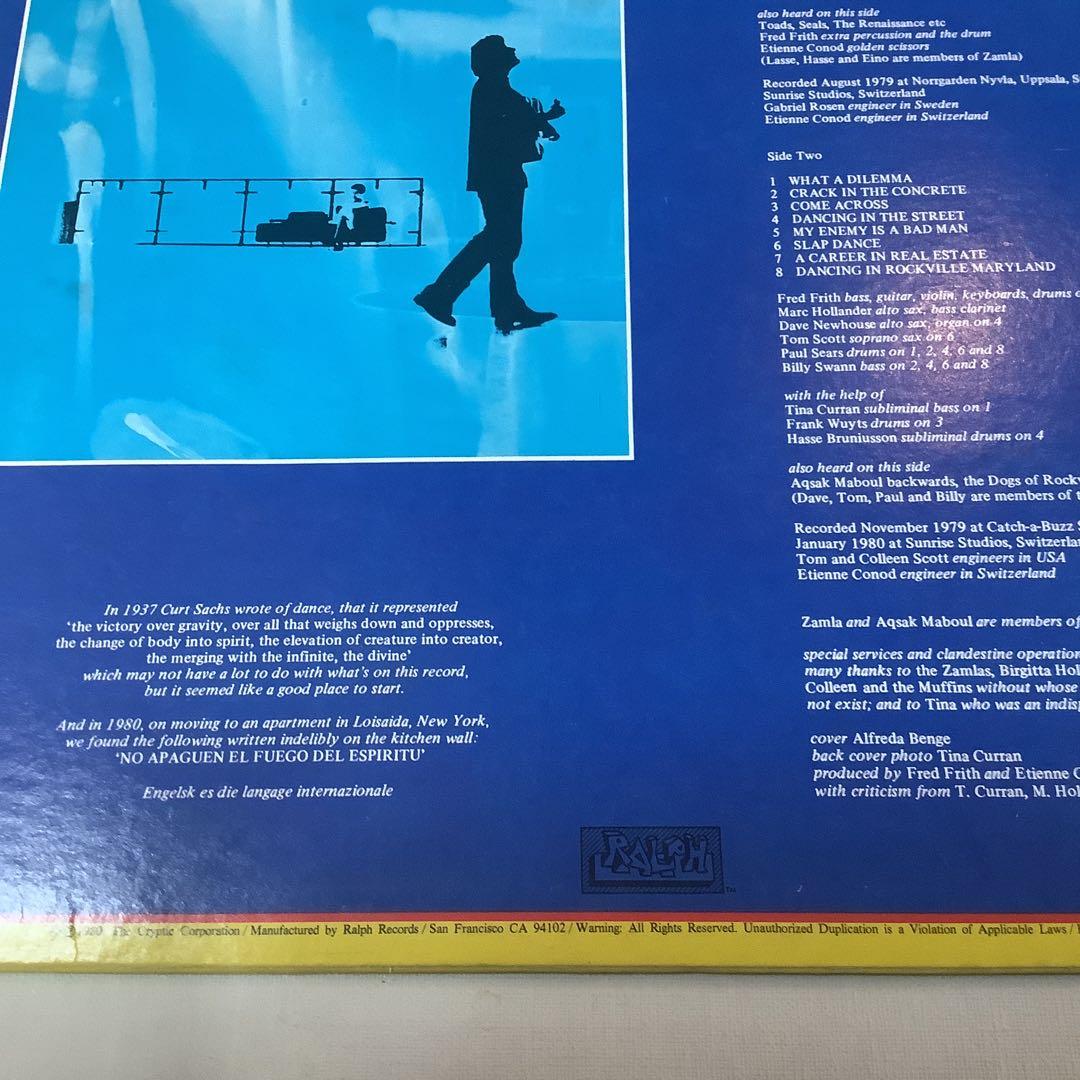 also heard on this side
Toads, Seals, The Renaissance etc
Fred Frith extra percussion and the drum
Etienne Conod golden scissors
(Lasse, Hasse and Eino are members of Zamla)
Recorded August 1979 at Norrgarden Nyvla, Uppsala,
Sunrise Studios, Switzerland
Gabriel Rosen engineer in Sweden
Etienne Conod engineer in Switzerland
Side Two
1 WHAT A DILEMMA
2 CRACK IN THE CONCRETE
3 COME ACROSS
4 DANCING IN THE STREET
5 MY ENEMY IS A BAD MAN
6 SLAP DANCE
7 A CAREER IN REAL ESTATE
8 DANCING IN ROCKVILLE MARYLAND
Fred Frith bass, guitar, violin, keyboards, drums
Marc Hollander alto sax, bass clarinet
Dave Newhouse alto sax, organ on 4
Tom Scott soprano sax on 6
Paul Sears drums on 1, 2, 4, 6 and 8
Billy Swann bass on 2, 4, 6 and 8
with the help of
Tina Curran subliminal bass on 1
Frank Wuyts drums on 3
Hasse Bruniusson subliminal drums on 4
also heard on this side
Aqsak Maboul backwards, the Dogs of
(Dave, Tom, Paul and Billy are members of
Recorded November 1979 at Catch-a-Buzz
January 1980 at Sunrise Studios,
Tom and Colleen Scott engineers in USA
Etienne Conod engineer in Switzerland
Zamla and Aqsak Maboul are members of
special services and clandestine
many thanks to the Zamlas, Birgitta
Colleen and the Muffins without whose
not exist; and to Tina who was an
cover Alfreda Benge
back cover photo Tina Curran
produced by Fred Frith and Etienne
with criticism from T. Curran, M.
In 1937 Curt Sachs wrote of dance, that it represented
'the victory over gravity, over all that weighs down and oppresses,
the change of body into spirit, the elevation of creature into creator,
the merging with the infinite, the divine'
which may not have a lot to do with what's on this record,
but it seemed like a good place to start.
And in 1980, on moving to an apartment in Loisaida, New York,
we found the following written indelibly on the kitchen wall:
'NO APAGUEN EL FUEGO DEL ESPIRITU'
Engelsk es die langage internazionale
RALPH TM
1980 The Cryptic Corporation / Manufactured by Ralph Records / San Francisco CA 94102 / Warning: All Rights Reserved. Unauthorized Duplication is a Violation of Applicable Laws /